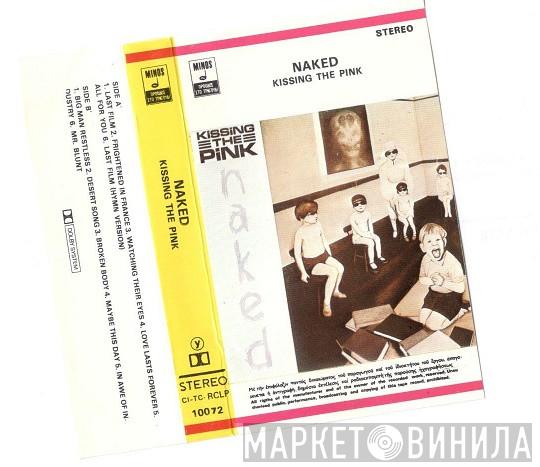 SIDE A'
1. LAST FILM 2. FRIGHTENED IN FRANCE 3. WATCHING THEIR EYES 4. LOVE LASTS FOREVER 5.
ALL FOR YOU 6. LAST FILM (HYMN VERSION)
SIDE B'
1. BIG MAN RESTLESS 2. DESERT SONG 3. BROKEN BODY 4. MAYBE THIS DAY 5. IN AWE OF IN-
DUSTRY 6. MR. BLUNT
DOLBY SYSTEM
MINOS
NAKED
KISSING THE PINK
STEREO
CI-TC- RCLP
10072
STEREO
MINOS
NAKED
KISSING THE PINK
KISSING
THE
PINK
naked
All rights of the manufacturer and of the owner of the recorded work, reserved. Unau-
thorized public, performance, broadcasting and copying of this tape record, prohibited.
МАРКЕТ ВИНИЛА